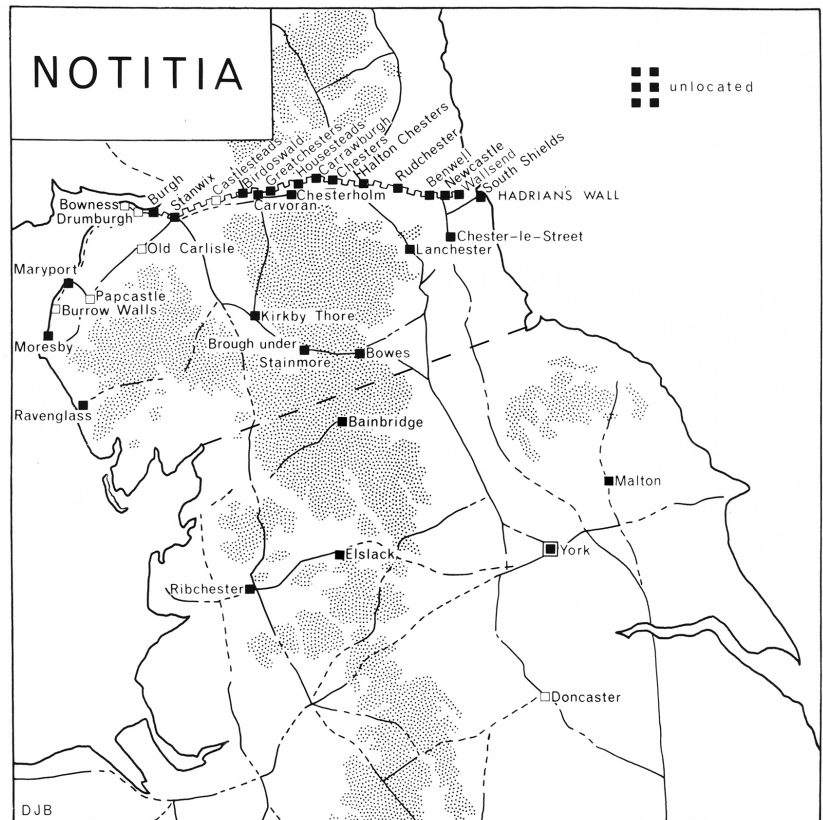 NOTITIA
unlocated
Castlesteads
Birdoswald
Greatchesters
Housesteads
Carrawburgh
Chesters
Halton Chesters
Rudchester
Benwell
Newcastle
Wallsend
South Shields
Burgh
Stanwix
HADRIAN'S WALL
Bowness
Drumburgh
Chesterholm
Carvoran
Old Carlisle
Chester-le-Street
Lanchester
Maryport
Papcastle
Burrow Walls
Kirkby Thore
Moresby
Brough under
Stainmore
Bowes
Ravenglass
Bainbridge
Malton
Elslack
York
Ribchester
Doncaster
DJB